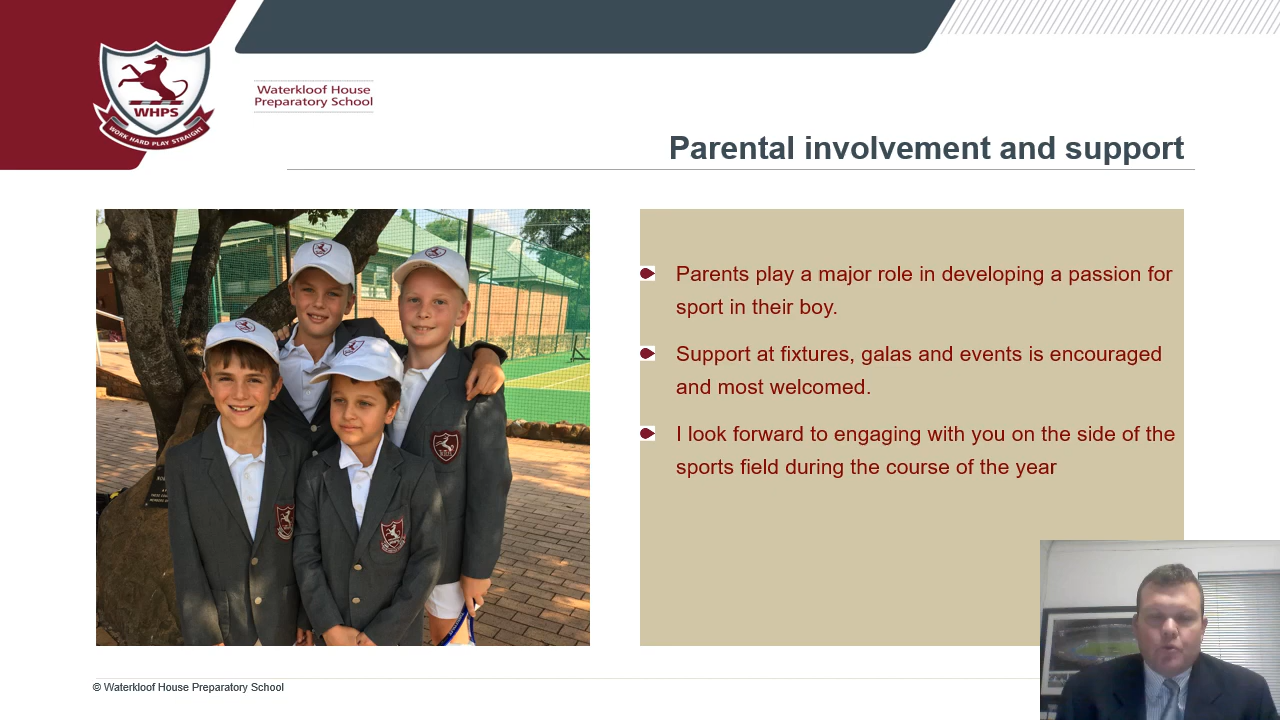 WHPS
WORK HARD PLAY STRAIGHT
Waterkloof House
Preparatory School
Parental involvement and support
Parents play a major role in developing a passion for
sport in their boy.
Support at fixtures, galas and events is encouraged
and most welcomed.
I look forward to engaging with you on the side of the
sports field during the course of the year
© Waterkloof House Preparatory School